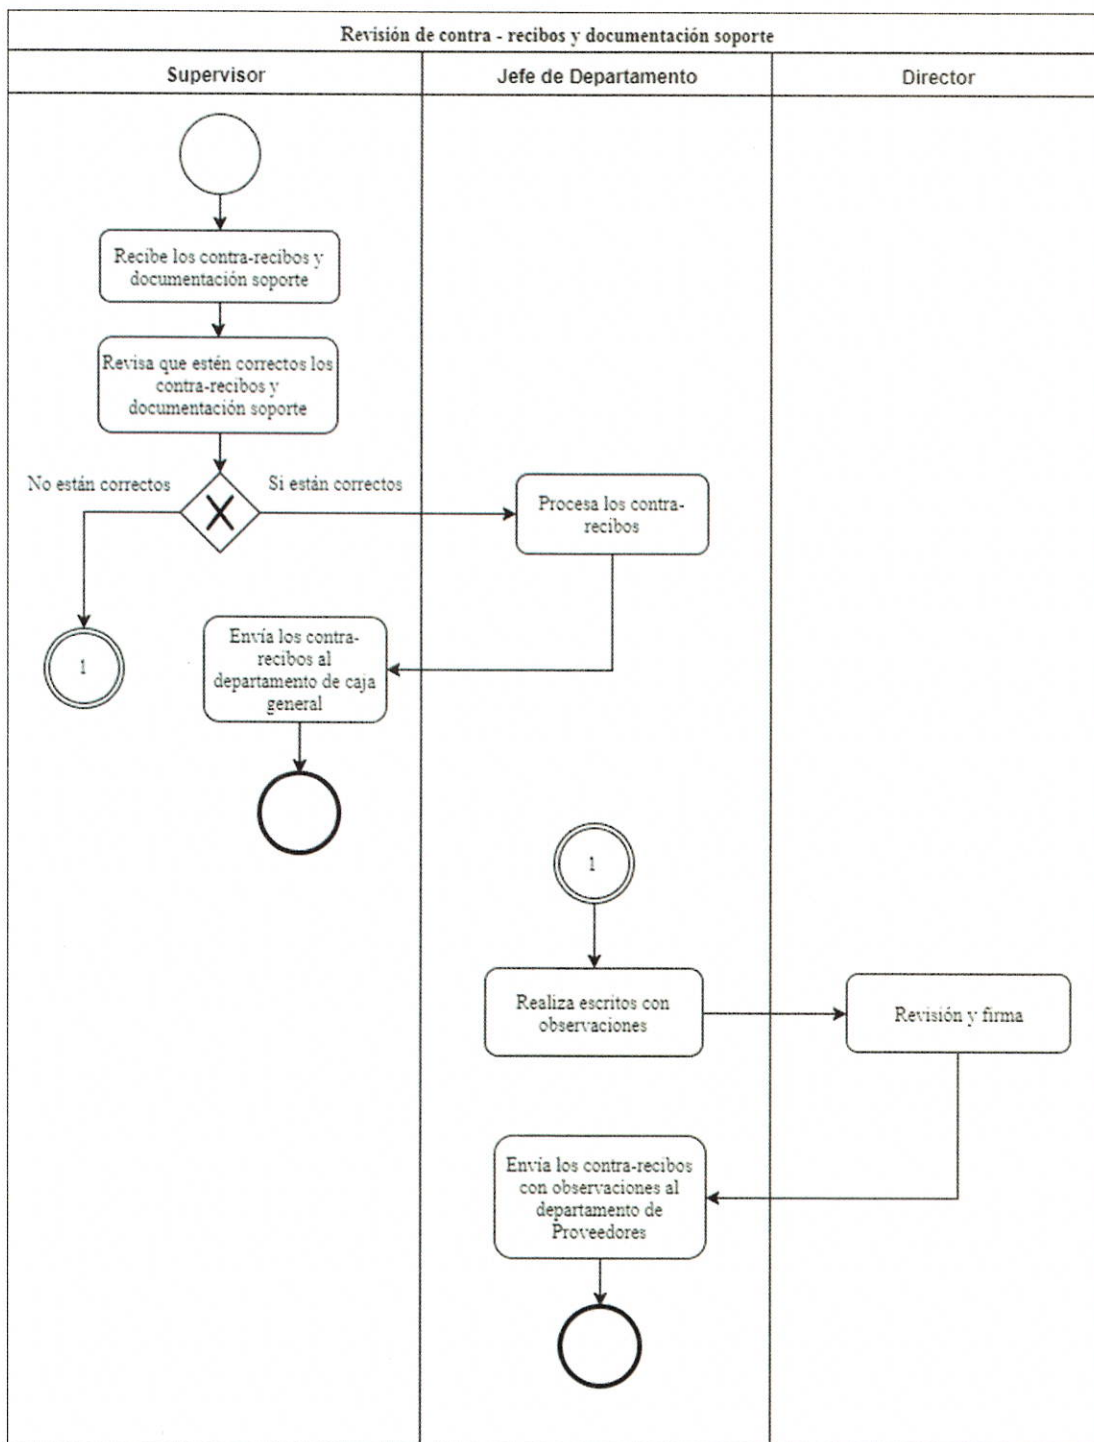 Revisión de contra - recibos y documentación soporte
Supervisor
Jefe de Departamento
Director
Recibe los contra-recibos y
documentación soporte
Revisa que estén correctos los
contra-recibos y
documentación soporte
No están correctos
Si están correctos
Procesa los contra-
recibos
Envía los contra-
recibos al
departamento de caja
general
1
1
Realiza escritos con
observaciones
Revisión y firma
Envía los contra-recibos
con observaciones al
departamento de
Proveedores